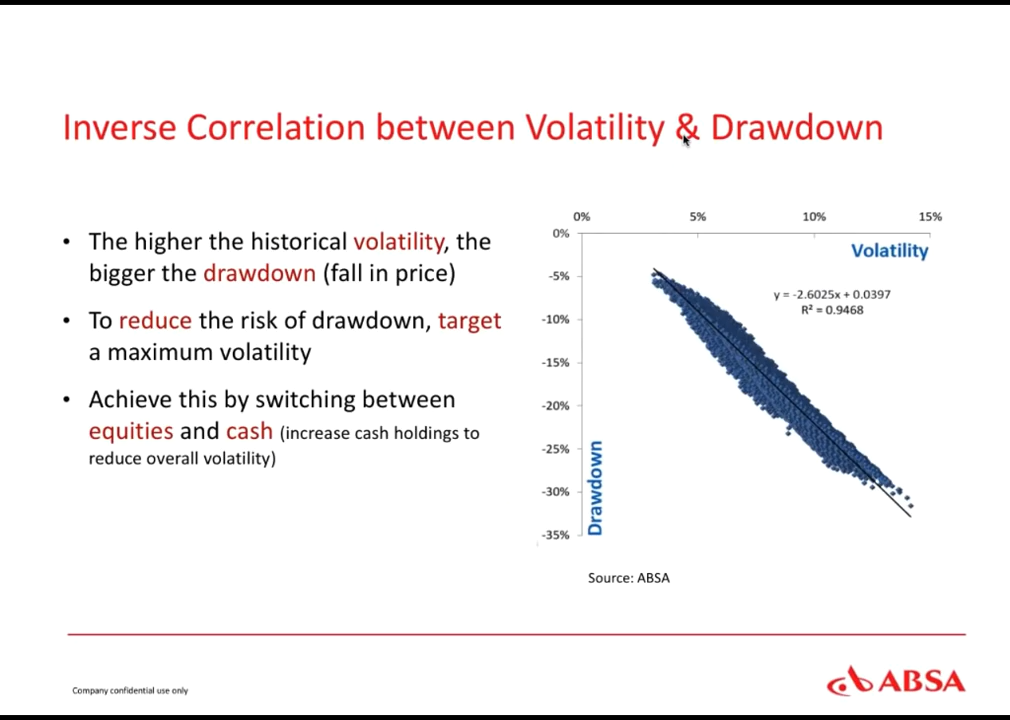 Inverse Correlation between Volatility & Drawdown
• The higher the historical volatility, the
bigger the drawdown (fall in price)
• To reduce the risk of drawdown, target
a maximum volatility
• Achieve this by switching between
equities and cash (increase cash holdings to
reduce overall volatility)
0% 5% 10% 15%
0%
Volatility
-5%
y = -2.6025x + 0.0397
R² = 0.9468
-10%
-15%
-20%
-25%
-30%
-35%
Drawdown
Source: ABSA
Company confidential use only
ABSA